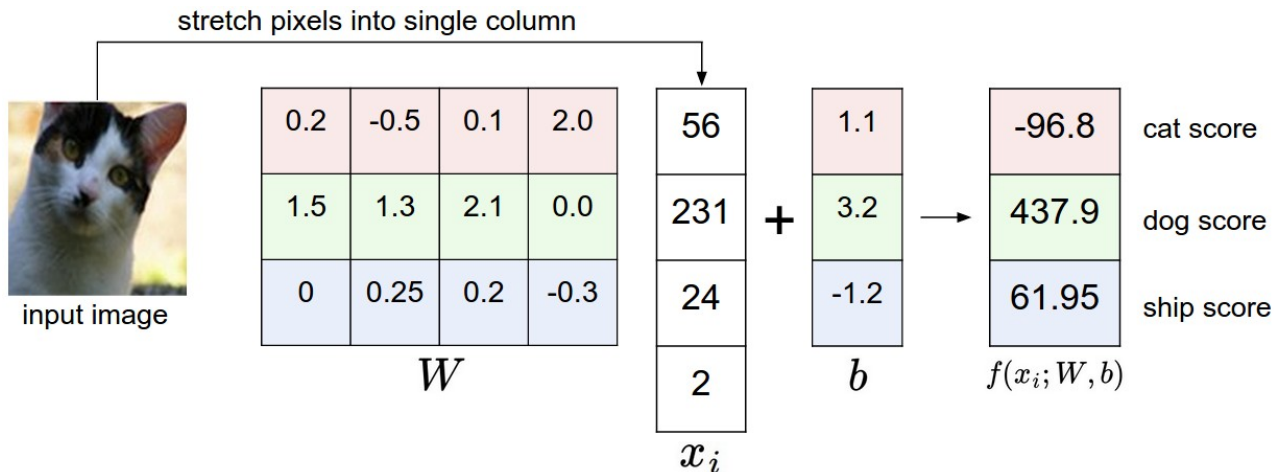 stretch pixels into single column
0.2 -0.5 0.1 2.0 56 1.1 -96.8 cat score
1.5 1.3 2.1 0.0 231 + 3.2 437.9 dog score
0 0.25 0.2 -0.3 24 -1.2 61.95 ship score
input image
W 2 b f(x_i; W, b)
x_i